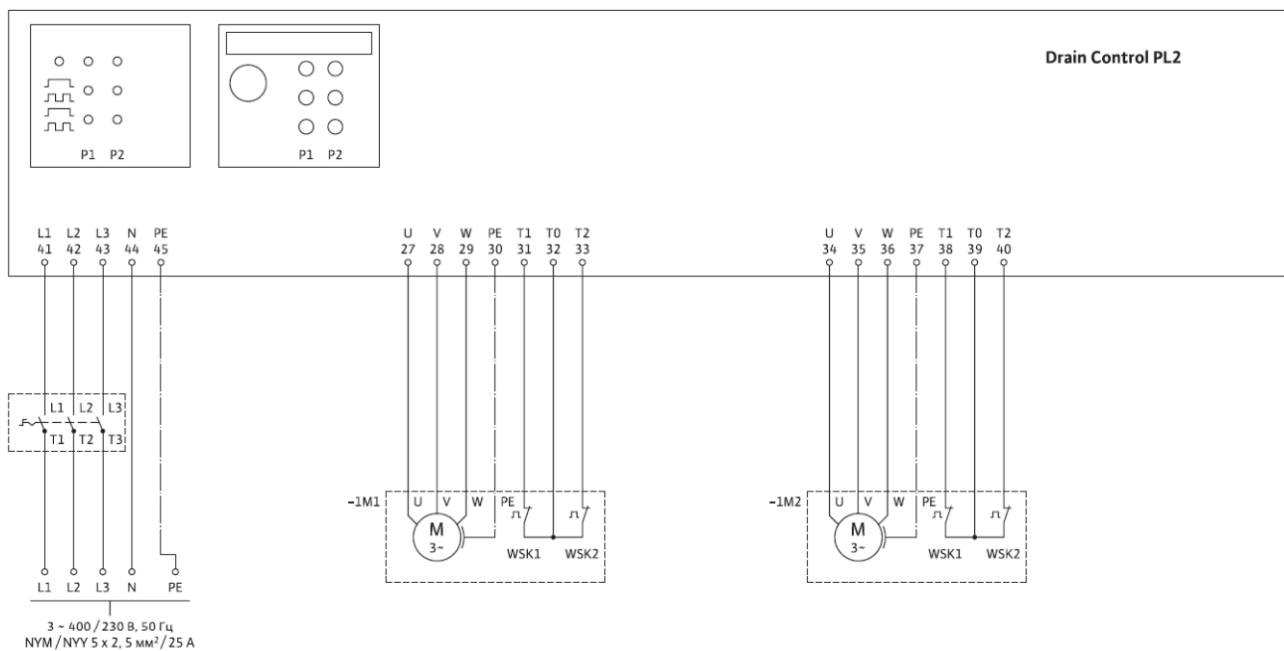 Drain Control PL2
P1 P2
P1 P2
L1 L2 L3 N PE
41 42 43 44 45
U V W PE T1 T0 T2
27 28 29 30 31 32 33
U V W PE T1 T0 T2
34 35 36 37 38 39 40
L1 L2 L3
T1 T2 T3
-1M1 U V W PE
M
3~
WSK1 WSK2
-1M2 U V W PE
M
3~
WSK1 WSK2
L1 L2 L3 N PE
3 ~ 400 / 230 В, 50 Гц
NYM / NYY 5 x 2, 5 мм² / 25 А